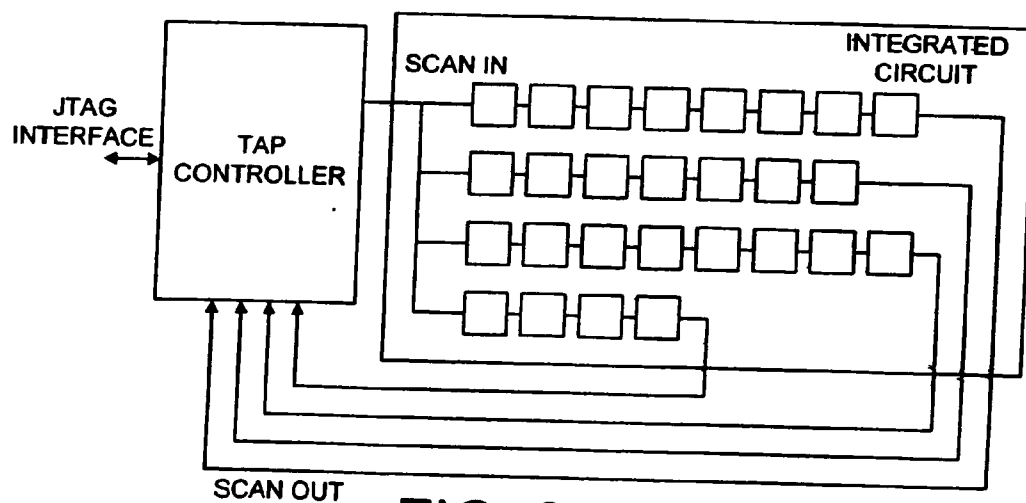 INTEGRATED
CIRCUIT
SCAN IN
JTAG
INTERFACE
TAP
CONTROLLER
SCAN OUT